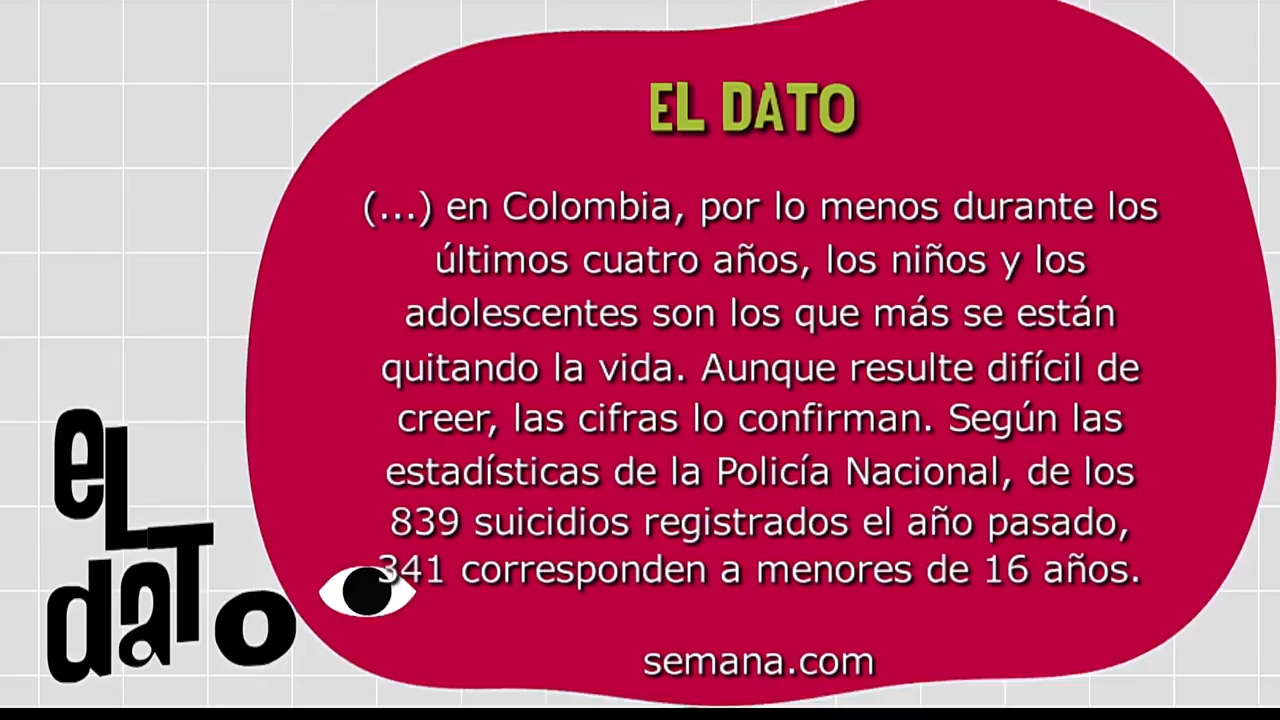 EL DATO
(...) en Colombia, por lo menos durante los
últimos cuatro años, los niños y los
adolescentes son los que más se están
quitando la vida. Aunque resulte difícil de
creer, las cifras lo confirman. Según las
estadísticas de la Policía Nacional, de los
839 suicidios registrados el año pasado,
341 corresponden a menores de 16 años.
semana.com
eL
daTo